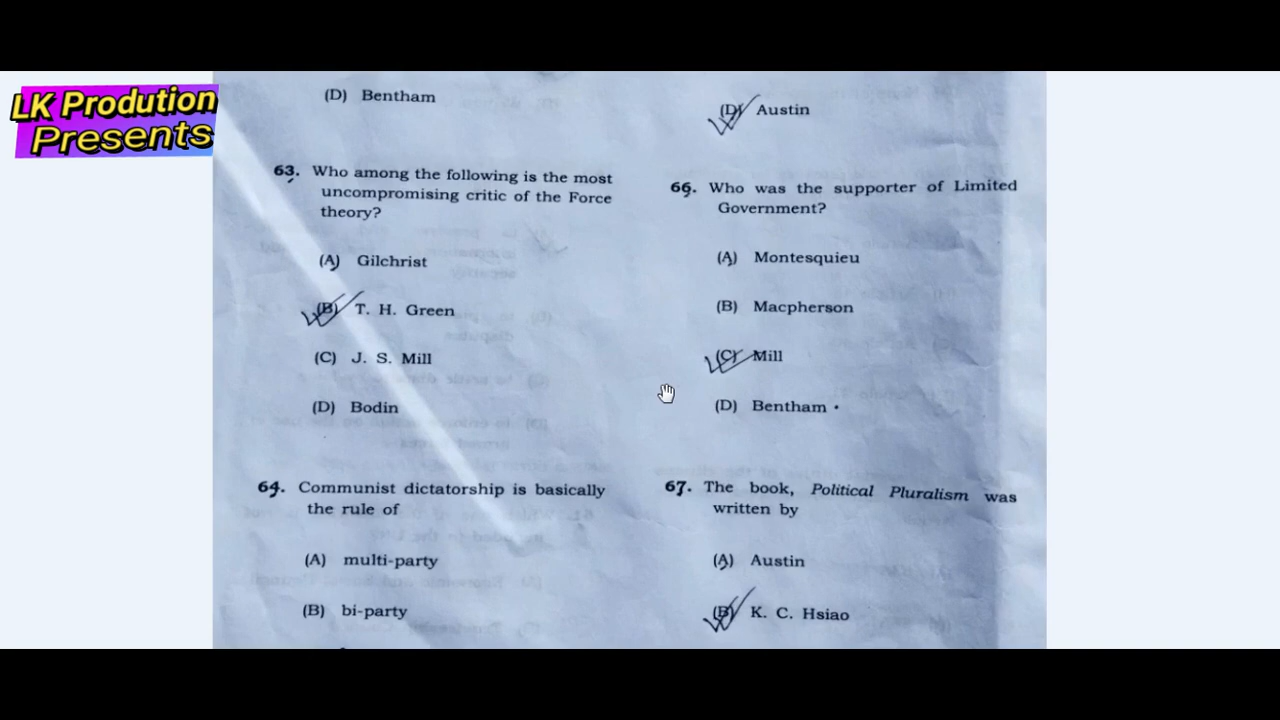 LK Prodution
Presents
(D) Bentham
63. Who among the following is the most
uncompromising critic of the Force
theory?
(A) Gilchrist
(B) T. H. Green
(C) J. S. Mill
(D) Bodin
64. Communist dictatorship is basically
the rule of
(A) multi-party
(B) bi-party
(D) Austin
66. Who was the supporter of Limited
Government?
(A) Montesquieu
(B) Macpherson
(C) Mill
(D) Bentham
67. The book, Political Pluralism was
written by
(A) Austin
(B) K. C. Hsiao